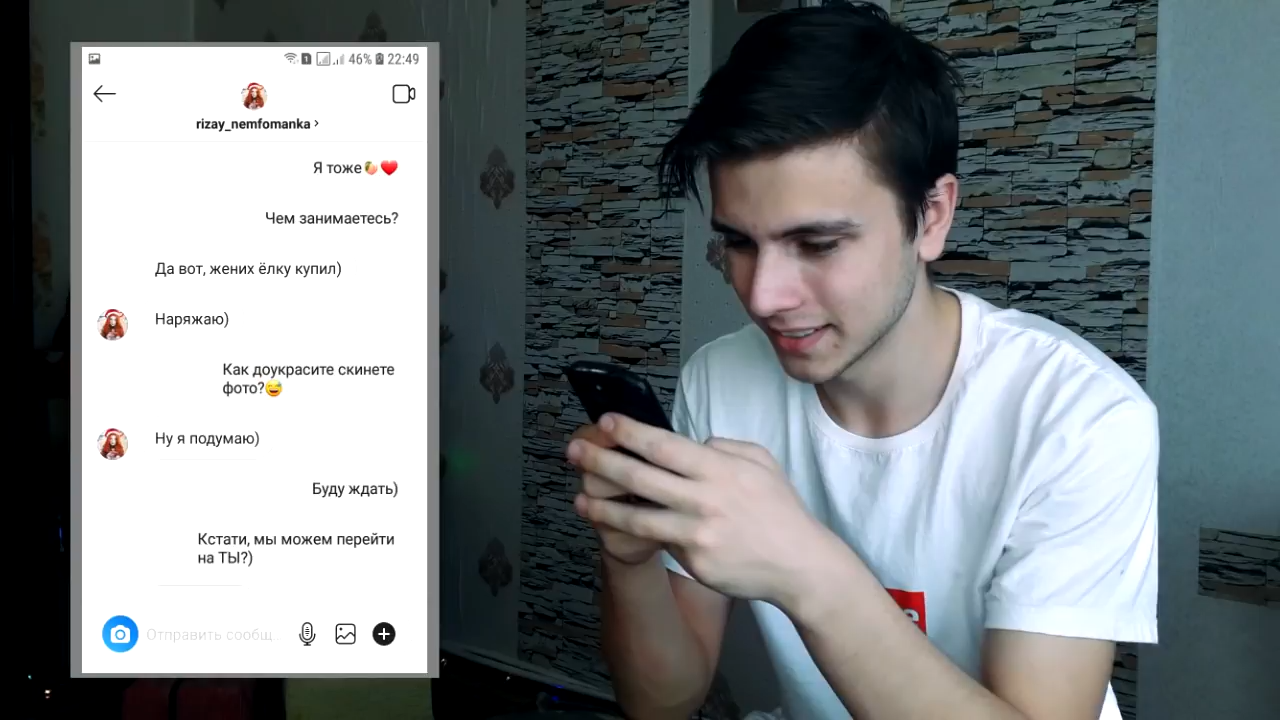 46% 22:49
rizay_nemfomanka
Я тоже🍤❤️
Чем занимаетесь?
Да вот, жених ёлку купил)
Наряжаю)
Как доукрасите скинете
фото?😅
Ну я подумаю)
Буду ждать)
Кстати, мы можем перейти
на ТЫ?)
Отправить сообщ...